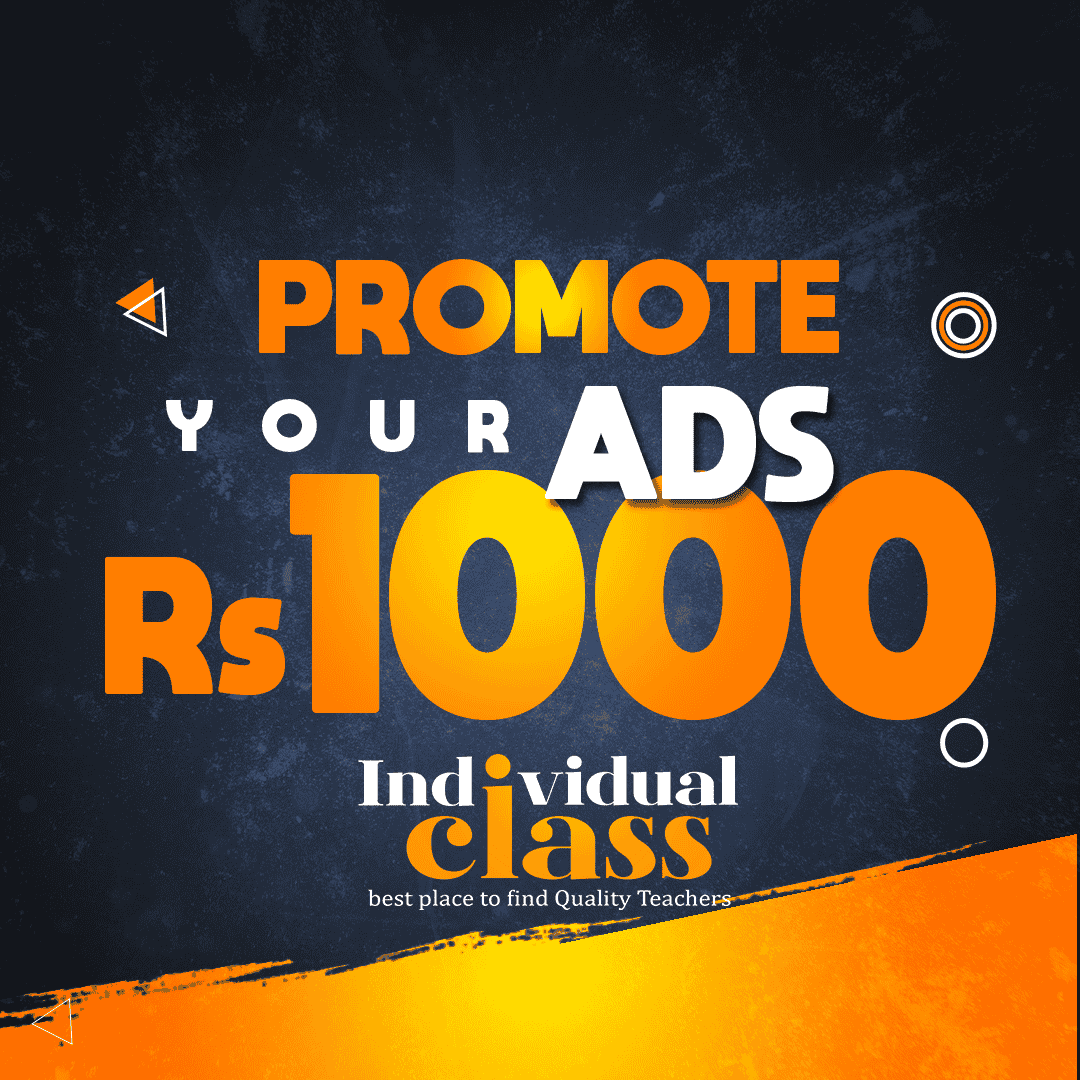 PROMOTE
YOUR ADS
Rs1000
Individual
class
best place to find Quality Teachers